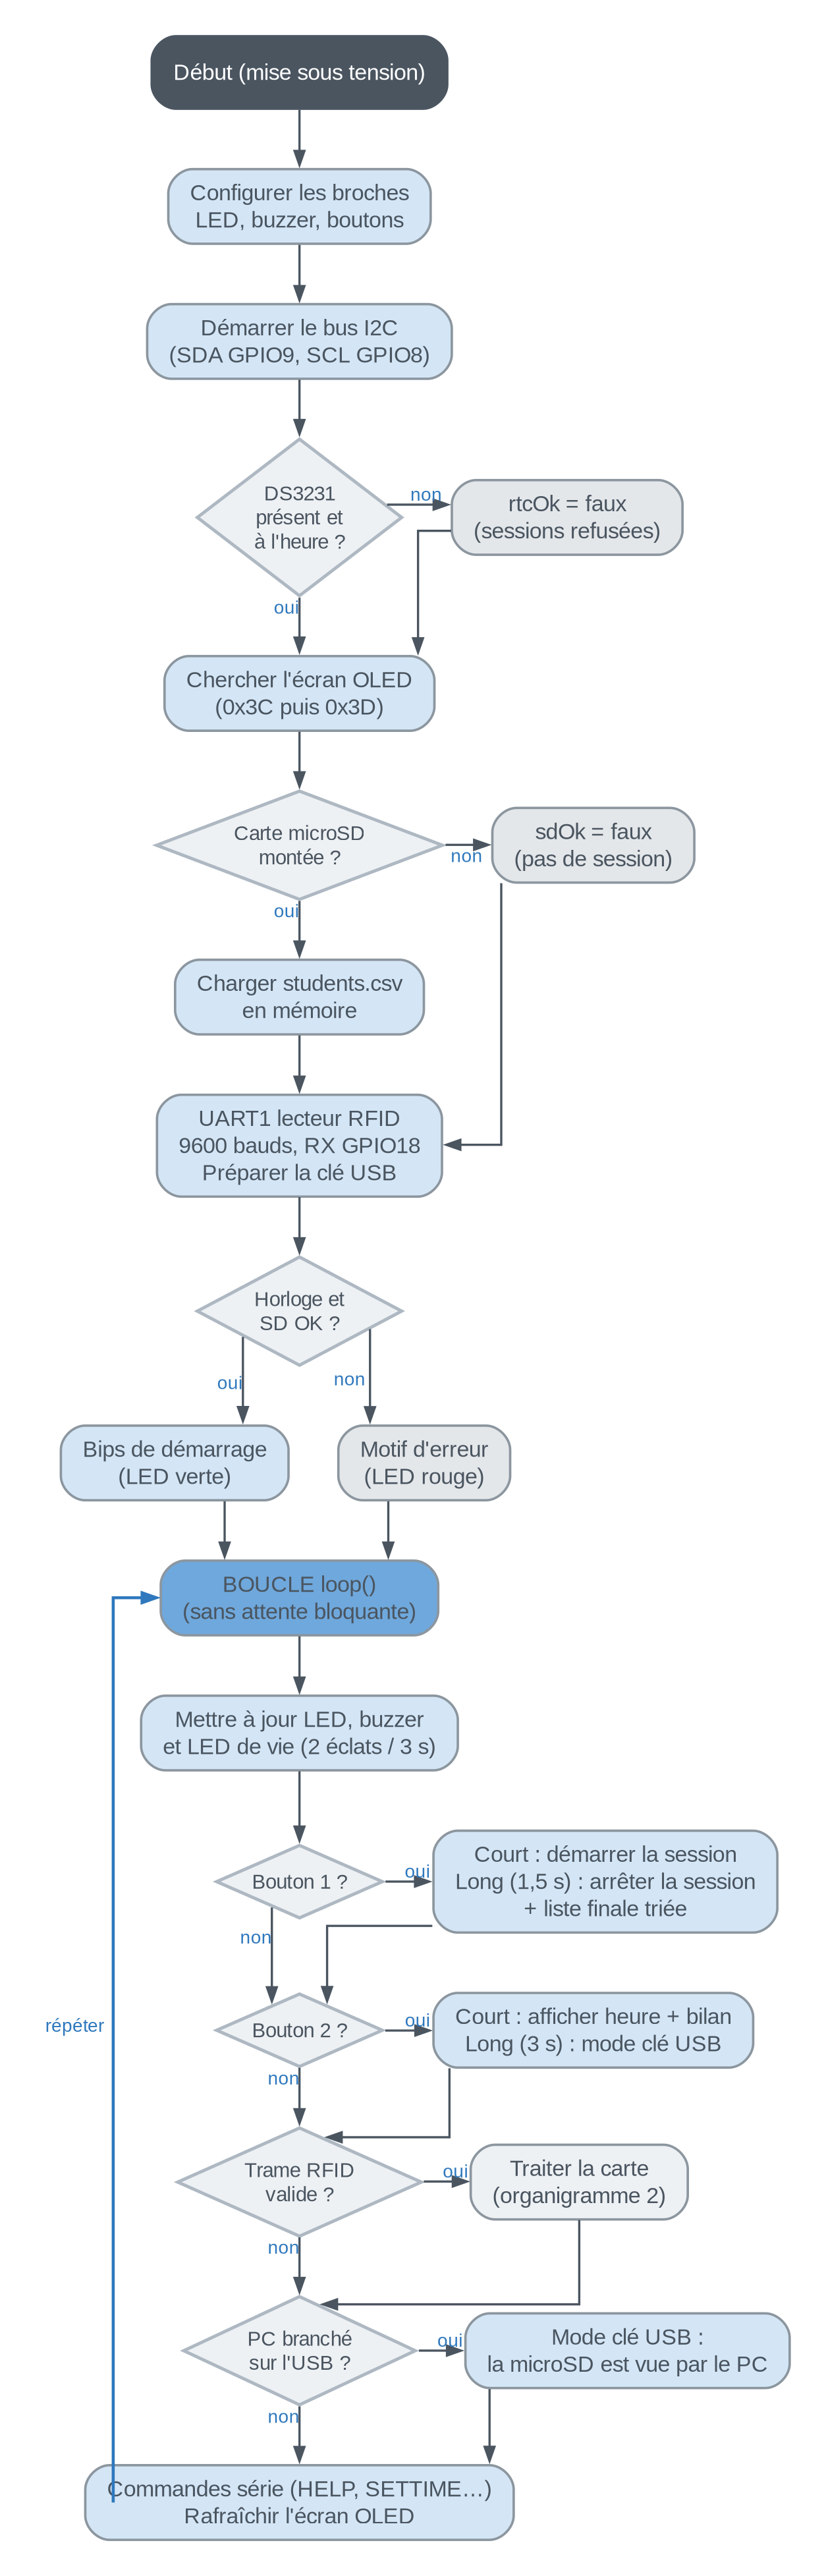 Début (mise sous tension)
Configurer les broches
LED, buzzer, boutons
Démarrer le bus I2C
(SDA GPIO9, SCL GPIO8)
DS3231
présent et
à l'heure ?
non
rtcOk = faux
(sessions refusées)
oui
Chercher l'écran OLED
(0x3C puis 0x3D)
Carte microSD
montée ?
non
sdOk = faux
(pas de session)
oui
Charger students.csv
en mémoire
UART1 lecteur RFID
9600 bauds, RX GPIO18
Préparer la clé USB
Horloge et
SD OK ?
oui
non
Bips de démarrage
(LED verte)
Motif d'erreur
(LED rouge)
BOUCLE loop()
(sans attente bloquante)
Mettre à jour LED, buzzer
et LED de vie (2 éclats / 3 s)
Bouton 1 ?
oui
Court : démarrer la session
Long (1,5 s) : arrêter la session
+ liste finale triée
non
répéter
Bouton 2 ?
oui
Court : afficher heure + bilan
Long (3 s) : mode clé USB
non
Trame RFID
valide ?
oui
Traiter la carte
(organigramme 2)
non
PC branché
sur l'USB ?
oui
Mode clé USB :
la microSD est vue par le PC
non
Commandes série (HELP, SETTIME…)
Rafraîchir l'écran OLED